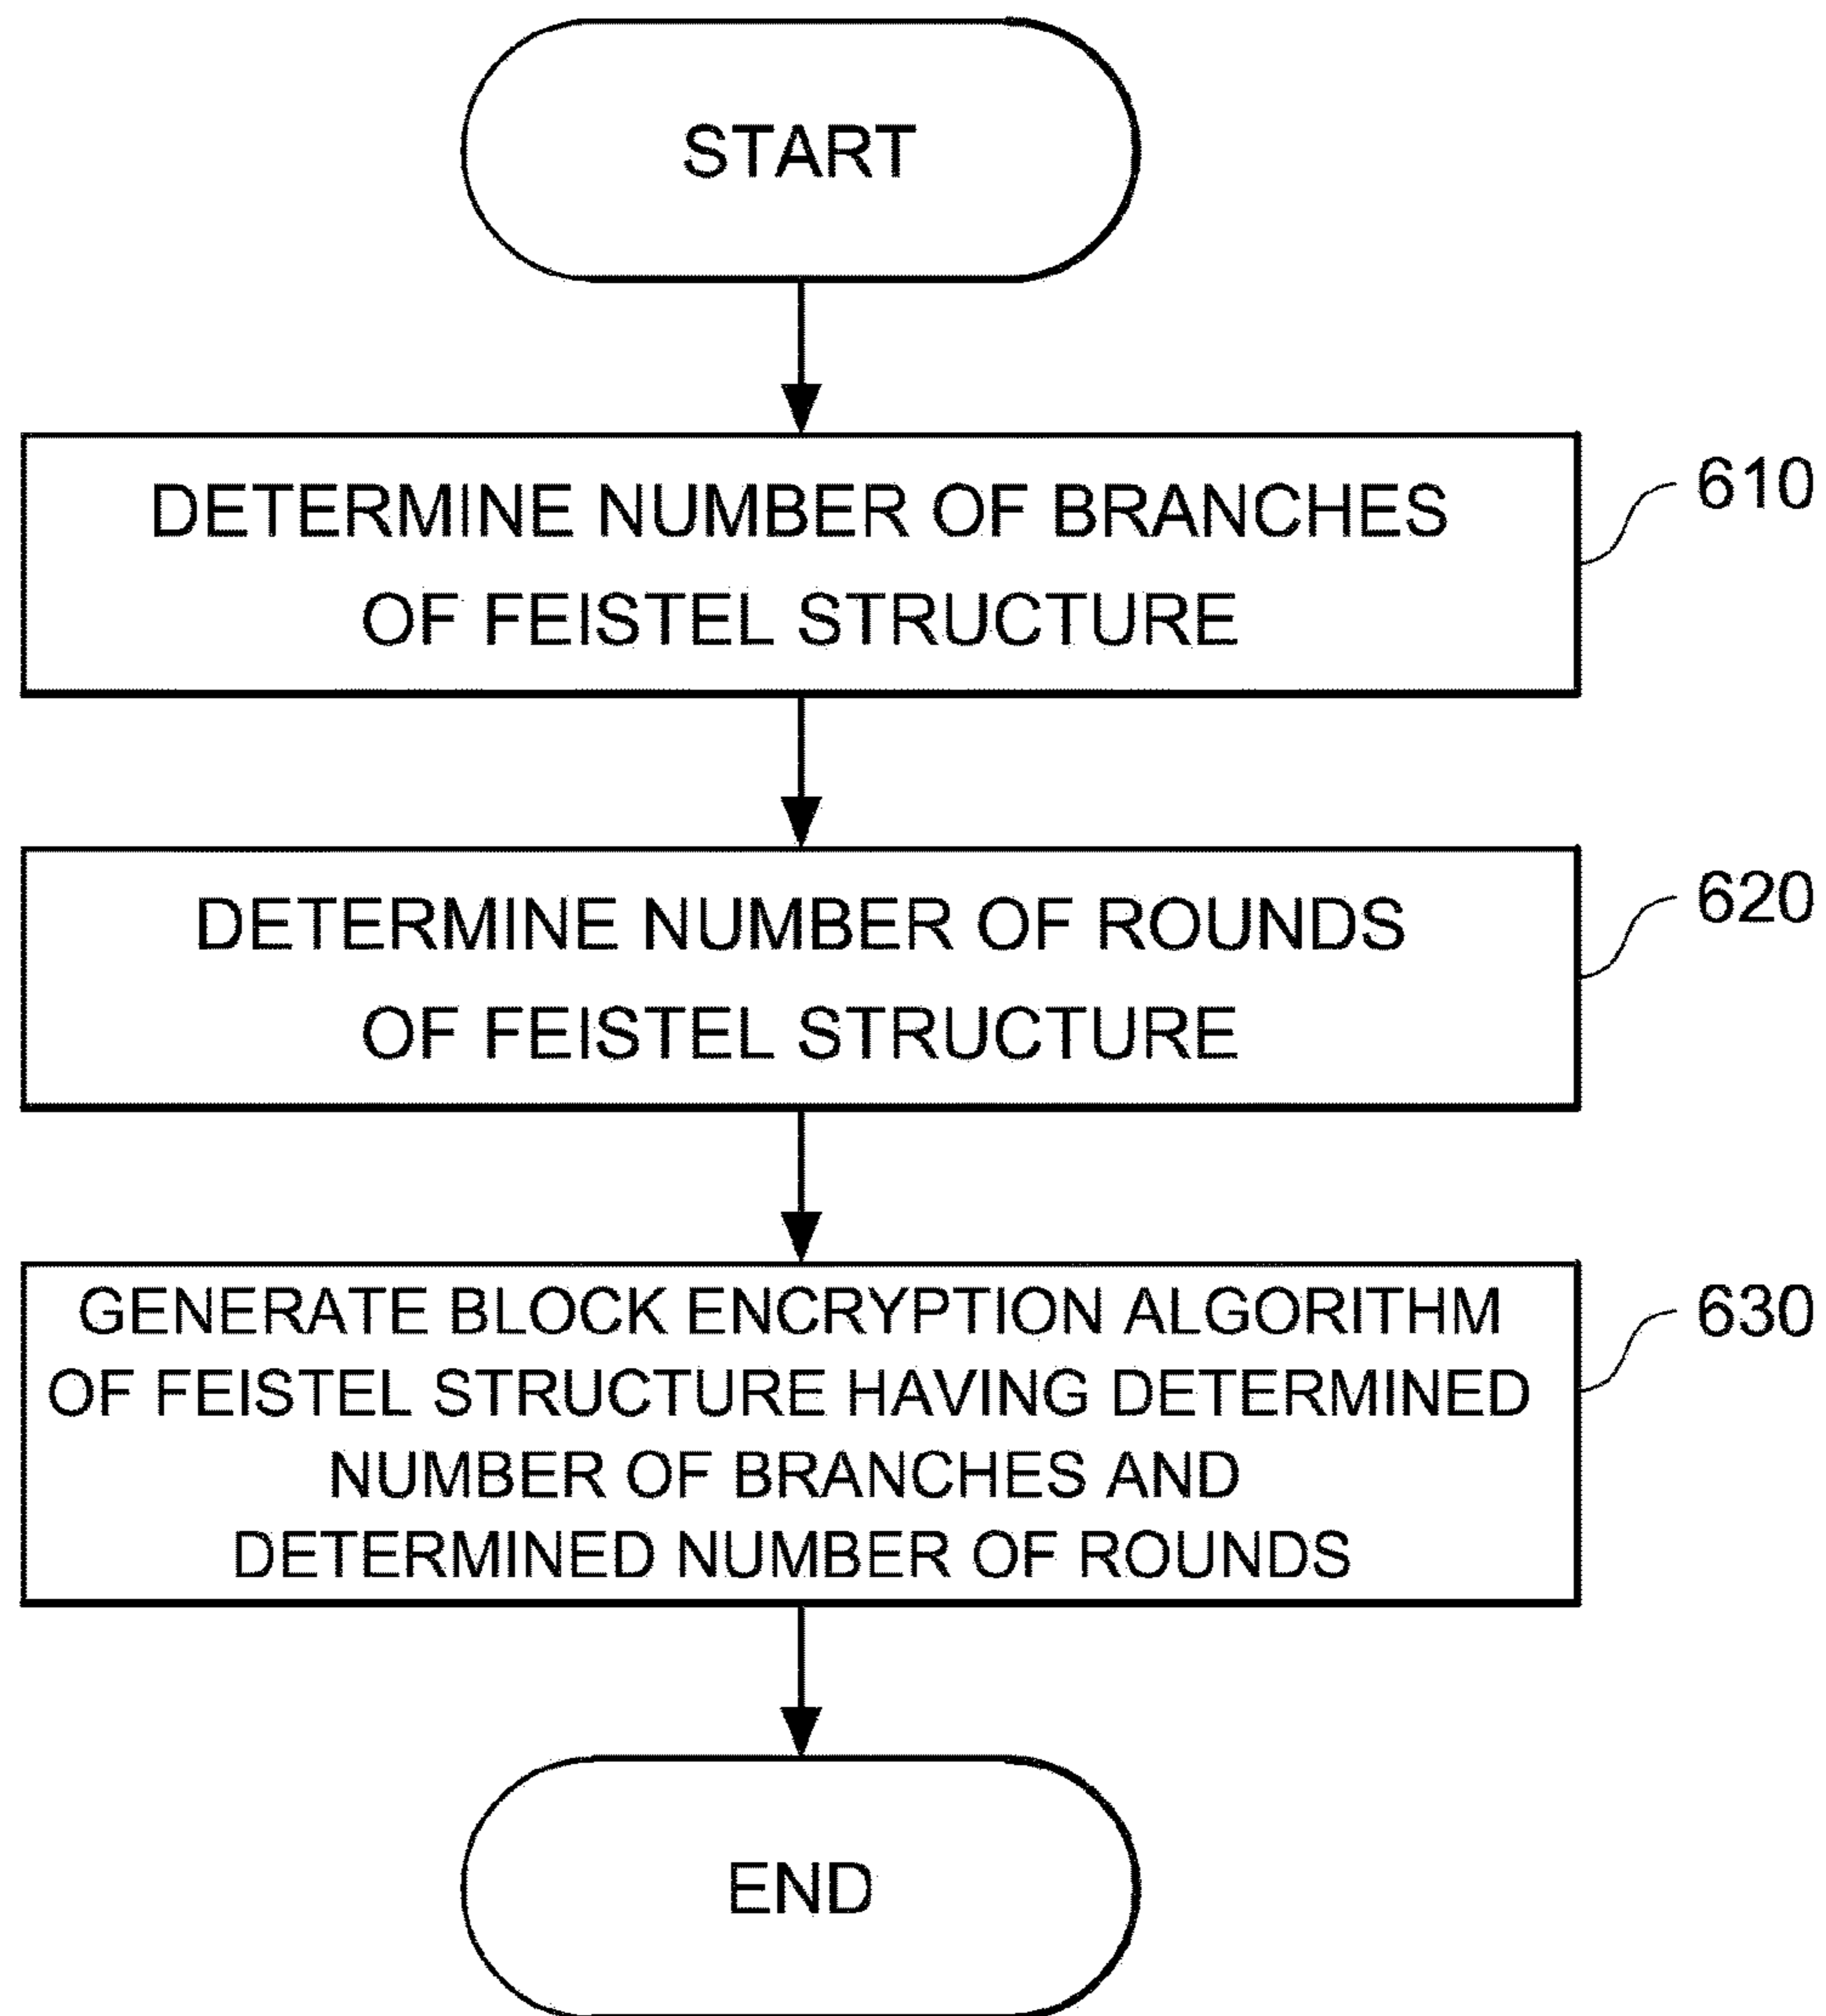 START
DETERMINE NUMBER OF BRANCHES
OF FEISTEL STRUCTURE
610
DETERMINE NUMBER OF ROUNDS
OF FEISTEL STRUCTURE
620
GENERATE BLOCK ENCRYPTION ALGORITHM
OF FEISTEL STRUCTURE HAVING DETERMINED
NUMBER OF BRANCHES AND
DETERMINED NUMBER OF ROUNDS
630
END